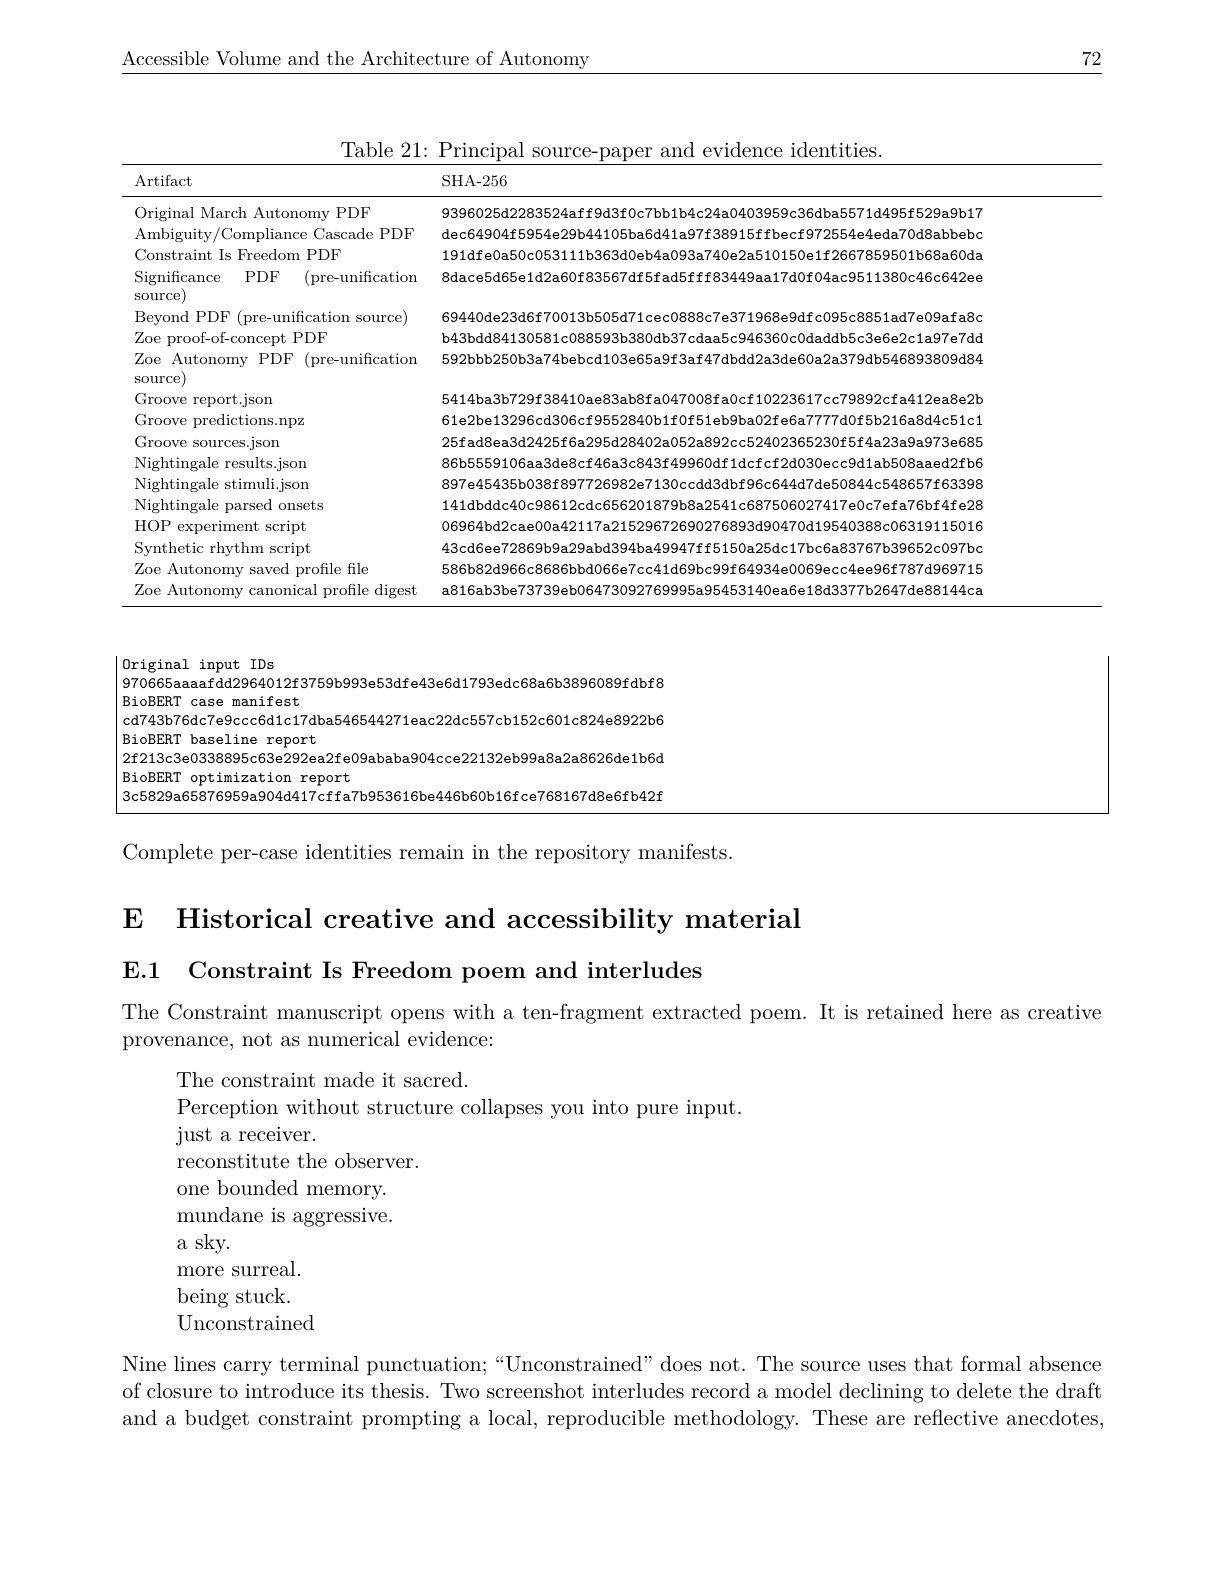 Accessible Volume and the Architecture of Autonomy 72
Table 21: Principal source-paper and evidence identities.
Artifact SHA-256
Original March Autonomy PDF 9396025d2283524aff9d3f0c7bb1b4c24a0403959c36dba5571d495f529a9b17
Ambiguity/Compliance Cascade PDF dec64904f5954e29b44105ba6d41a97f38915ffbecf972554e4eda70d8abbebc
Constraint Is Freedom PDF 191dfe0a50c053111b363d0eb4a093a740e2a510150e1f2667859501b68a60da
Significance PDF (pre-unification 8dace5d65e1d2a60f83567df5fad5fff83449aa17d0f04ac9511380c46c642ee
source)
Beyond PDF (pre-unification source) 69440de23d6f70013b505d71cec0888c7e371968e9dfc095c8851ad7e09afa8c
Zoe proof-of-concept PDF b43bdd84130581c088593b380db37cdaa5c946360c0daddb5c3e6e2c1a97e7dd
Zoe Autonomy PDF (pre-unification 592bbb250b3a74bebcd103e65a9f3af47dbdd2a3de60a2a379db546893809d84
source)
Groove report.json 5414ba3b729f38410ae83ab8fa047008fa0cf10223617cc79892cfa412ea8e2b
Groove predictions.npz 61e2be13296cd306cf9552840b1f0f51eb9ba02fe6a7777d0f5b216a8d4c51c1
Groove sources.json 25fad8ea3d2425f6a295d28402a052a892cc52402365230f5f4a23a9a973e685
Nightingale results.json 86b5559106aa3de8cf46a3c843f49960df1dcfcf2d030ecc9d1ab508aaed2fb6
Nightingale stimuli.json 897e45435b038f897726982e7130ccdd3dbf96c644d7de50844c548657f63398
Nightingale parsed onsets 141dbddc40c98612cdc656201879b8a2541c687506027417e0c7efa76bf4fe28
HOP experiment script 06964bd2cae00a42117a21529672690276893d90470d19540388c06319115016
Synthetic rhythm script 43cd6ee72869b9a29abd394ba49947ff5150a25dc17bc6a83767b39652c097bc
Zoe Autonomy saved profile file 586b82d966c8686bbd066e7cc41d69bc99f64934e0069ecc4ee96f787d969715
Zoe Autonomy canonical profile digest a816ab3be73739eb06473092769995a95453140ea6e18d3377b2647de88144ca
Original input IDs
970665aaaafdd2964012f3759b993e53dfe43e6d1793edc68a6b3896089fdbf8
BioBERT case manifest
cd743b76dc7e9ccc6d1c17dba546544271eac22dc557cb152c601c824e8922b6
BioBERT baseline report
2f213c3e0338895c63e292ea2fe09ababa904cce22132eb99a8a2a8626de1b6d
BioBERT optimization report
3c5829a65876959a904d417cffa7b953616be446b60b16fce768167d8e6fb42f
Complete per-case identities remain in the repository manifests.
E Historical creative and accessibility material
E.1 Constraint Is Freedom poem and interludes
The Constraint manuscript opens with a ten-fragment extracted poem. It is retained here as creative
provenance, not as numerical evidence:
The constraint made it sacred.
Perception without structure collapses you into pure input.
just a receiver.
reconstitute the observer.
one bounded memory.
mundane is aggressive.
a sky.
more surreal.
being stuck.
Unconstrained
Nine lines carry terminal punctuation; “Unconstrained” does not. The source uses that formal absence
of closure to introduce its thesis. Two screenshot interludes record a model declining to delete the draft
and a budget constraint prompting a local, reproducible methodology. These are reflective anecdotes,